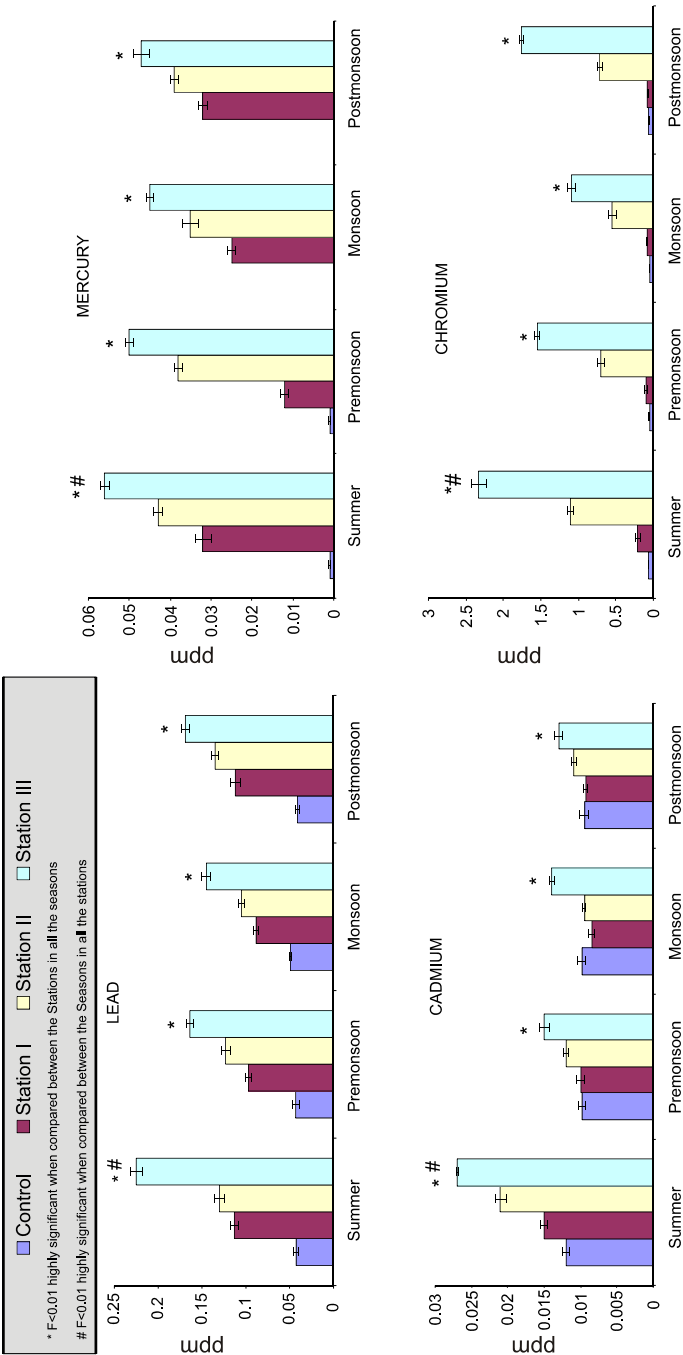 Control Station I Station II Station III
* F<0.01 highly significant when compared between the Stations in all the seasons
# F<0.01 highly significant when compared between the Seasons in all the stations
LEAD
ppm
0.25
0.2
0.15
0.1
0.05
0
* #
*
*
*
Summer Premonsoon Monsoon Postmonsoon
MERCURY
ppm
0.06
0.05
0.04
0.03
0.02
0.01
0
* #
*
*
*
Summer Premonsoon Monsoon Postmonsoon
CADMIUM
ppm
0.03
0.025
0.02
0.015
0.01
0.005
0
* #
*
*
*
Summer Premonsoon Monsoon Postmonsoon
CHROMIUM
ppm
3
2.5
2
1.5
1
0.5
0
*#
*
*
*
Summer Premonsoon Monsoon Postmonsoon